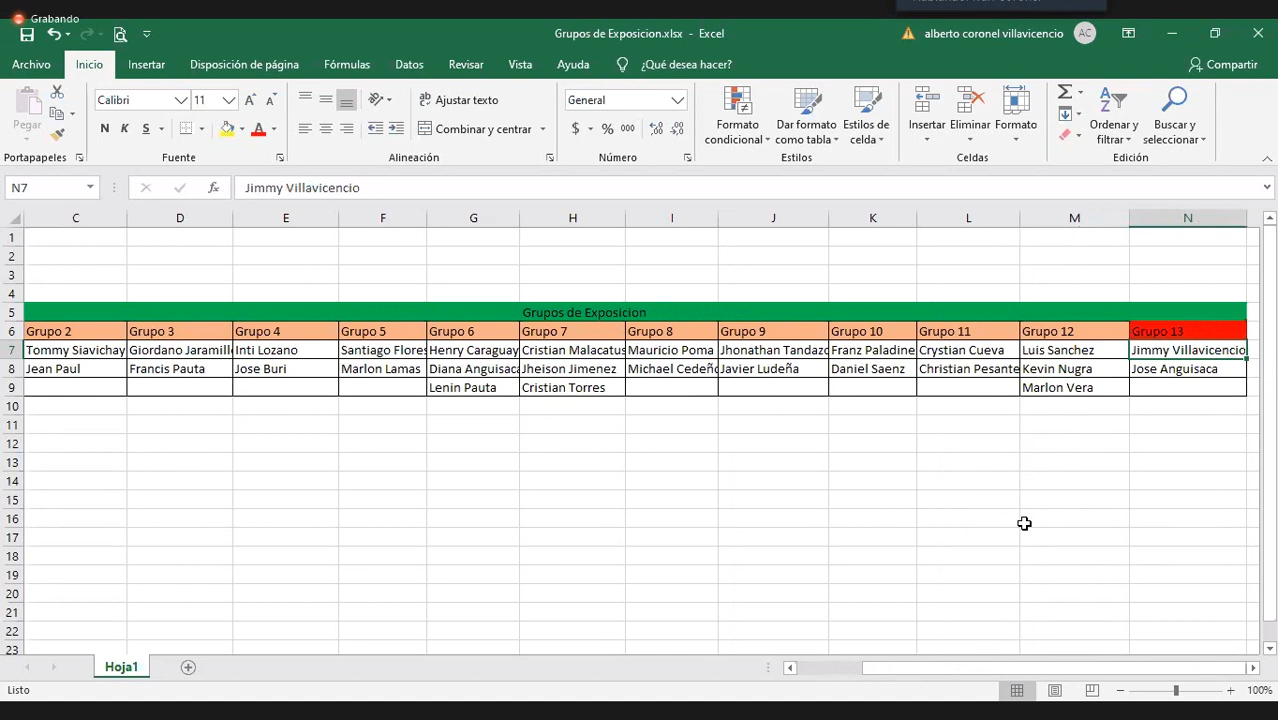 Grabando
Grupos de Exposicion.xlsx - Excel
alberto coronel villavicencio AC
Archivo Inicio Insertar Disposición de página Fórmulas Datos Revisar Vista Ayuda ¿Qué desea hacer? Compartir
Pegar
Calibri 11
N K S
Ajustar texto
Combinar y centrar
General
$ % 000
Formato condicional
Dar formato como tabla
Estilos de celda
Insertar Eliminar Formato
Ordenar y filtrar
Buscar y seleccionar
Portapapeles Fuente Alineación Número Estilos Celdas Edición
N7 fx Jimmy Villavicencio
C D E F G H I J K L M N
1
2
3
4
5 Grupos de Exposicion
6 Grupo 2 Grupo 3 Grupo 4 Grupo 5 Grupo 6 Grupo 7 Grupo 8 Grupo 9 Grupo 10 Grupo 11 Grupo 12 Grupo 13
7 Tommy Siavichay Giordano Jaramill Inti Lozano Santiago Flores Henry Caraguay Cristian Malacatus Mauricio Poma Jhonathan Tandazo Franz Paladine Crystian Cueva Luis Sanchez Jimmy Villavicencio
8 Jean Paul Francis Pauta Jose Buri Marlon Lamas Diana Anguisaca Jheison Jimenez Michael Cedeño Javier Ludeña Daniel Saenz Christian Pesante Kevin Nugra Jose Anguisaca
9 Lenin Pauta Cristian Torres Marlon Vera
10
11
12
13
14
15
16
17
18
19
20
21
22
23
Hoja1
Listo 100%